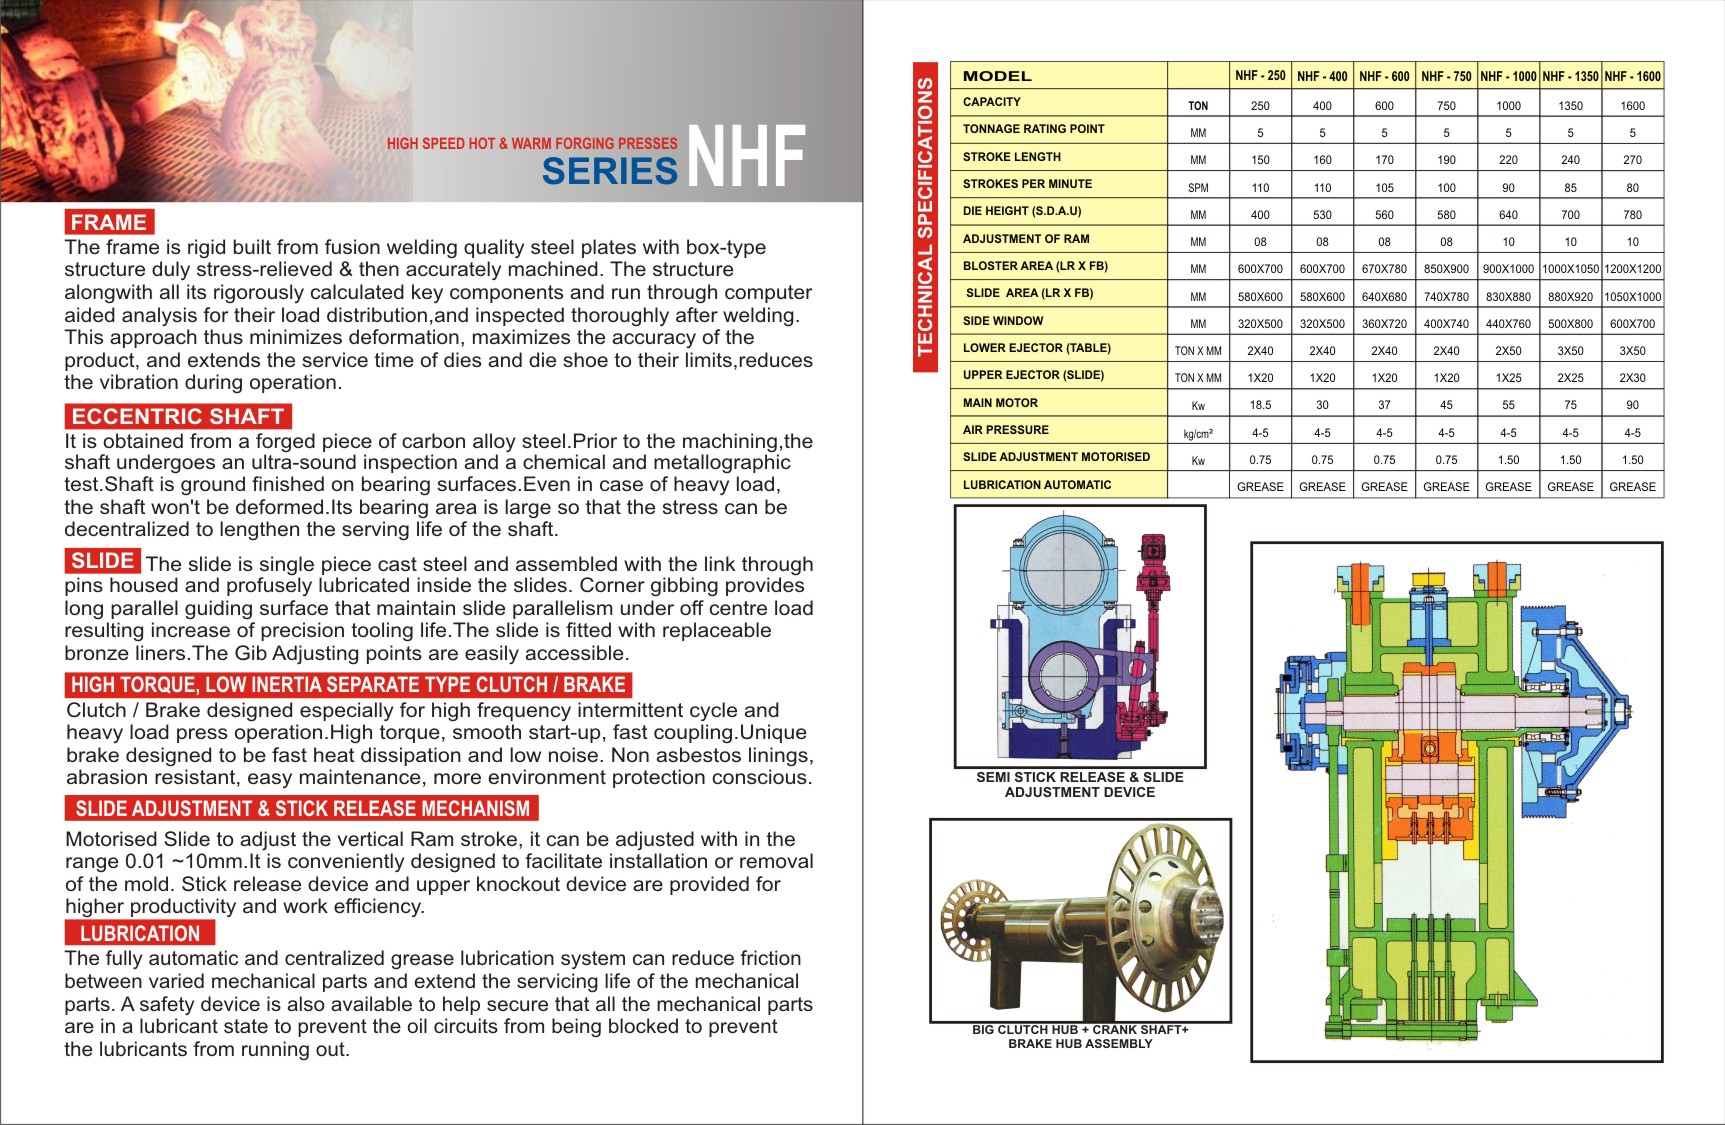 HIGH SPEED HOT & WARM FORGING PRESSES
SERIES NHF
FRAME
The frame is rigid built from fusion welding quality steel plates with box-type
structure duly stress-relieved & then accurately machined. The structure
alongwith all its rigorously calculated key components and run through computer
aided analysis for their load distribution,and inspected thoroughly after welding.
This approach thus minimizes deformation, maximizes the accuracy of the
product, and extends the service time of dies and die shoe to their limits,reduces
the vibration during operation.
ECCENTRIC SHAFT
It is obtained from a forged piece of carbon alloy steel.Prior to the machining,the
shaft undergoes an ultra-sound inspection and a chemical and metallographic
test.Shaft is ground finished on bearing surfaces.Even in case of heavy load,
the shaft won't be deformed.Its bearing area is large so that the stress can be
decentralized to lengthen the serving life of the shaft.
SLIDE The slide is single piece cast steel and assembled with the link through
pins housed and profusely lubricated inside the slides. Corner gibbing provides
long parallel guiding surface that maintain slide parallelism under off centre load
resulting increase of precision tooling life.The slide is fitted with replaceable
bronze liners.The Gib Adjusting points are easily accessible.
HIGH TORQUE, LOW INERTIA SEPARATE TYPE CLUTCH / BRAKE
Clutch / Brake designed especially for high frequency intermittent cycle and
heavy load press operation.High torque, smooth start-up, fast coupling.Unique
brake designed to be fast heat dissipation and low noise. Non asbestos linings,
abrasion resistant, easy maintenance, more environment protection conscious.
SLIDE ADJUSTMENT & STICK RELEASE MECHANISM
Motorised Slide to adjust the vertical Ram stroke, it can be adjusted with in the
range 0.01 ~10mm.It is conveniently designed to facilitate installation or removal
of the mold. Stick release device and upper knockout device are provided for
higher productivity and work efficiency.
LUBRICATION
The fully automatic and centralized grease lubrication system can reduce friction
between varied mechanical parts and extend the servicing life of the mechanical
parts. A safety device is also available to help secure that all the mechanical parts
are in a lubricant state to prevent the oil circuits from being blocked to prevent
the lubricants from running out.
TECHNICAL SPECIFICATIONS
MODEL NHF - 250 NHF - 400 NHF - 600 NHF - 750 NHF - 1000 NHF - 1350 NHF - 1600
CAPACITY TON 250 400 600 750 1000 1350 1600
TONNAGE RATING POINT MM 5 5 5 5 5 5 5
STROKE LENGTH MM 150 160 170 190 220 240 270
STROKES PER MINUTE SPM 110 110 105 100 90 85 80
DIE HEIGHT (S.D.A.U) MM 400 530 560 580 640 700 780
ADJUSTMENT OF RAM MM 08 08 08 08 10 10 10
BLOSTER AREA (LR X FB) MM 600X700 600X700 670X780 850X900 900X1000 1000X1050 1200X1200
SLIDE AREA (LR X FB) MM 580X600 580X600 640X680 740X780 830X880 880X920 1050X1000
SIDE WINDOW MM 320X500 320X500 360X720 400X740 440X760 500X800 600X700
LOWER EJECTOR (TABLE) TON X MM 2X40 2X40 2X40 2X40 2X50 3X50 3X50
UPPER EJECTOR (SLIDE) TON X MM 1X20 1X20 1X20 1X20 1X25 2X25 2X30
MAIN MOTOR Kw 18.5 30 37 45 55 75 90
AIR PRESSURE kg/cm² 4-5 4-5 4-5 4-5 4-5 4-5 4-5
SLIDE ADJUSTMENT MOTORISED Kw 0.75 0.75 0.75 0.75 1.50 1.50 1.50
LUBRICATION AUTOMATIC GREASE GREASE GREASE GREASE GREASE GREASE GREASE
SEMI STICK RELEASE & SLIDE
ADJUSTMENT DEVICE
BIG CLUTCH HUB + CRANK SHAFT+
BRAKE HUB ASSEMBLY